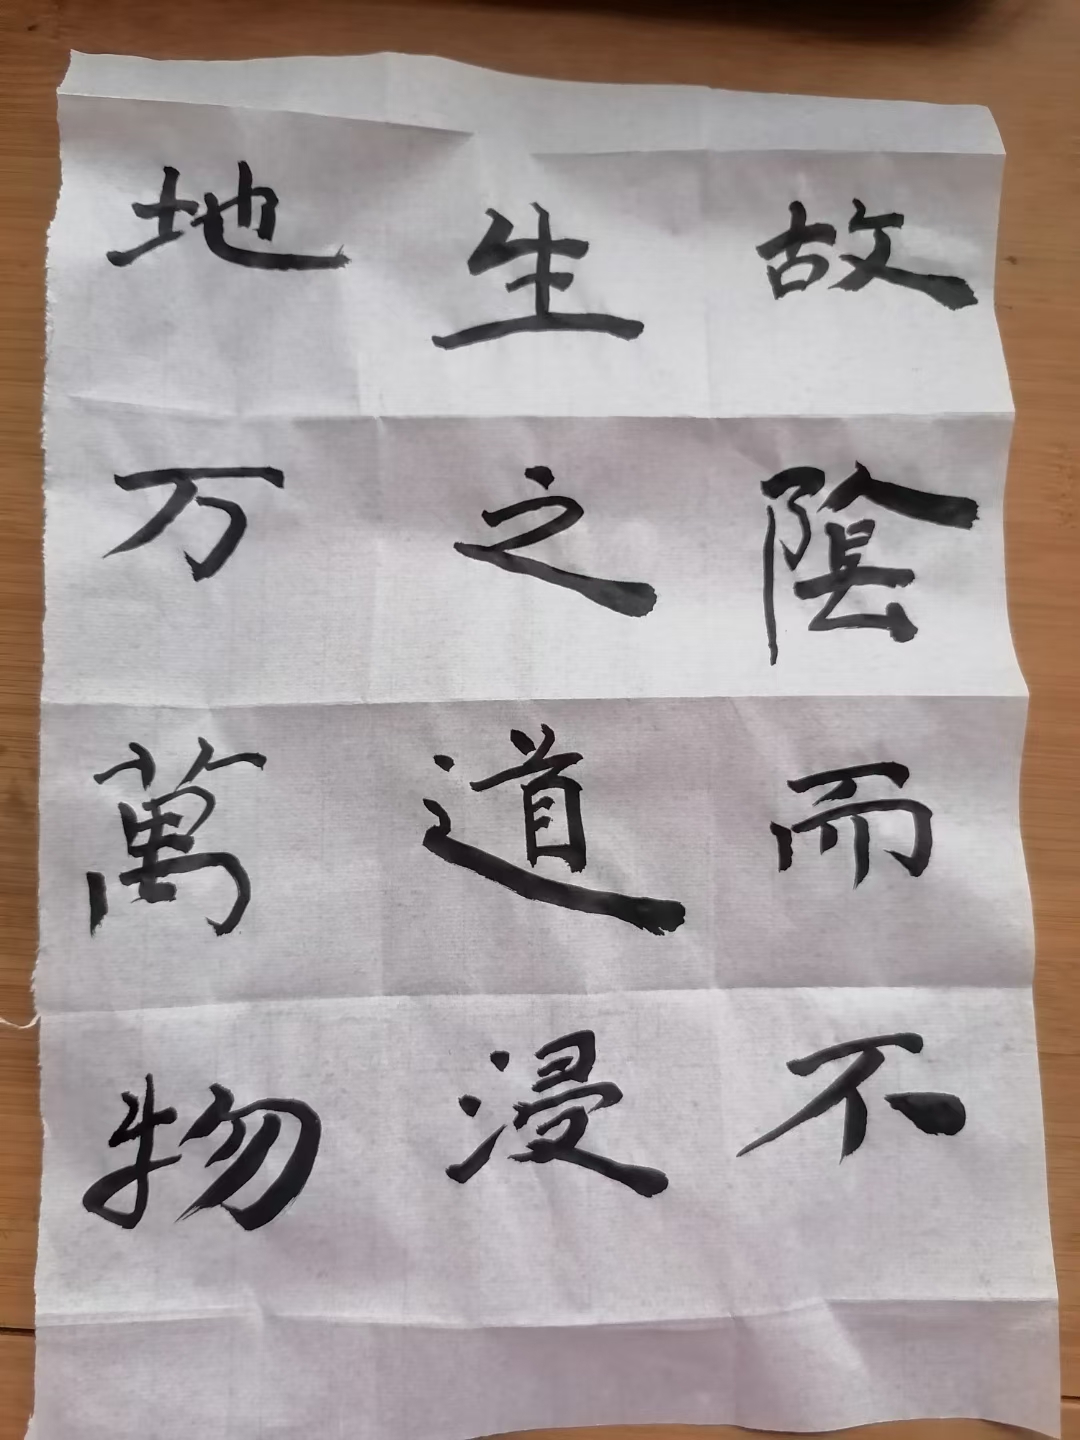 故陰而不
生之道浸
地万萬物